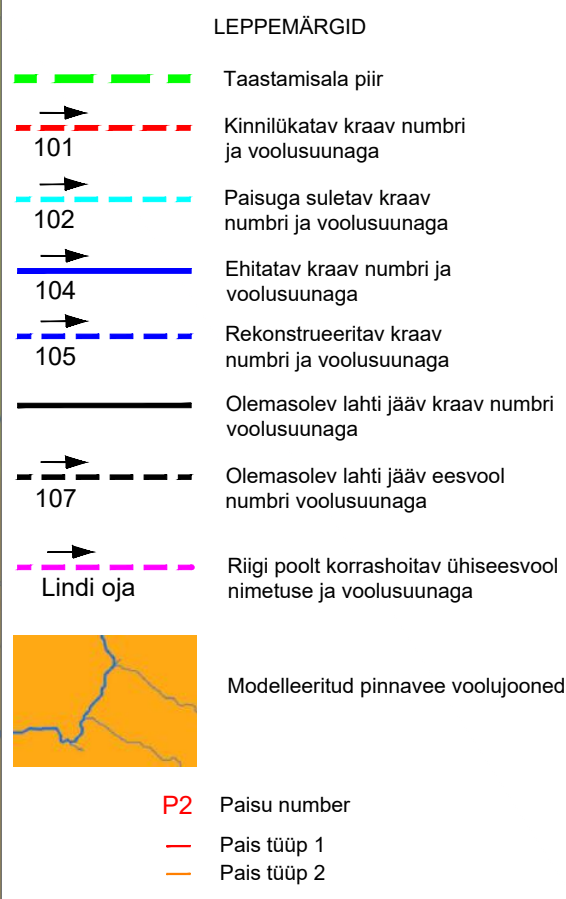 LEPPEMÄRGID
Taastamisala piir
101
Kinnilükatav kraav numbri
ja voolusuunaga
102
Paisuga suletav kraav
numbri ja voolusuunaga
104
Ehitatav kraav numbri ja
voolusuunaga
105
Rekonstrueeritav kraav
numbri ja voolusuunaga
Olemasolev lahti jääv kraav numbri
voolusuunaga
107
Olemasolev lahti jääv eesvool
numbri voolusuunaga
Lindi oja
Riigi poolt korrashoitav ühiseesvool
nimetuse ja voolusuunaga
Modelleeritud pinnavee voolujooned
P2 Paisu number
Pais tüüp 1
Pais tüüp 2